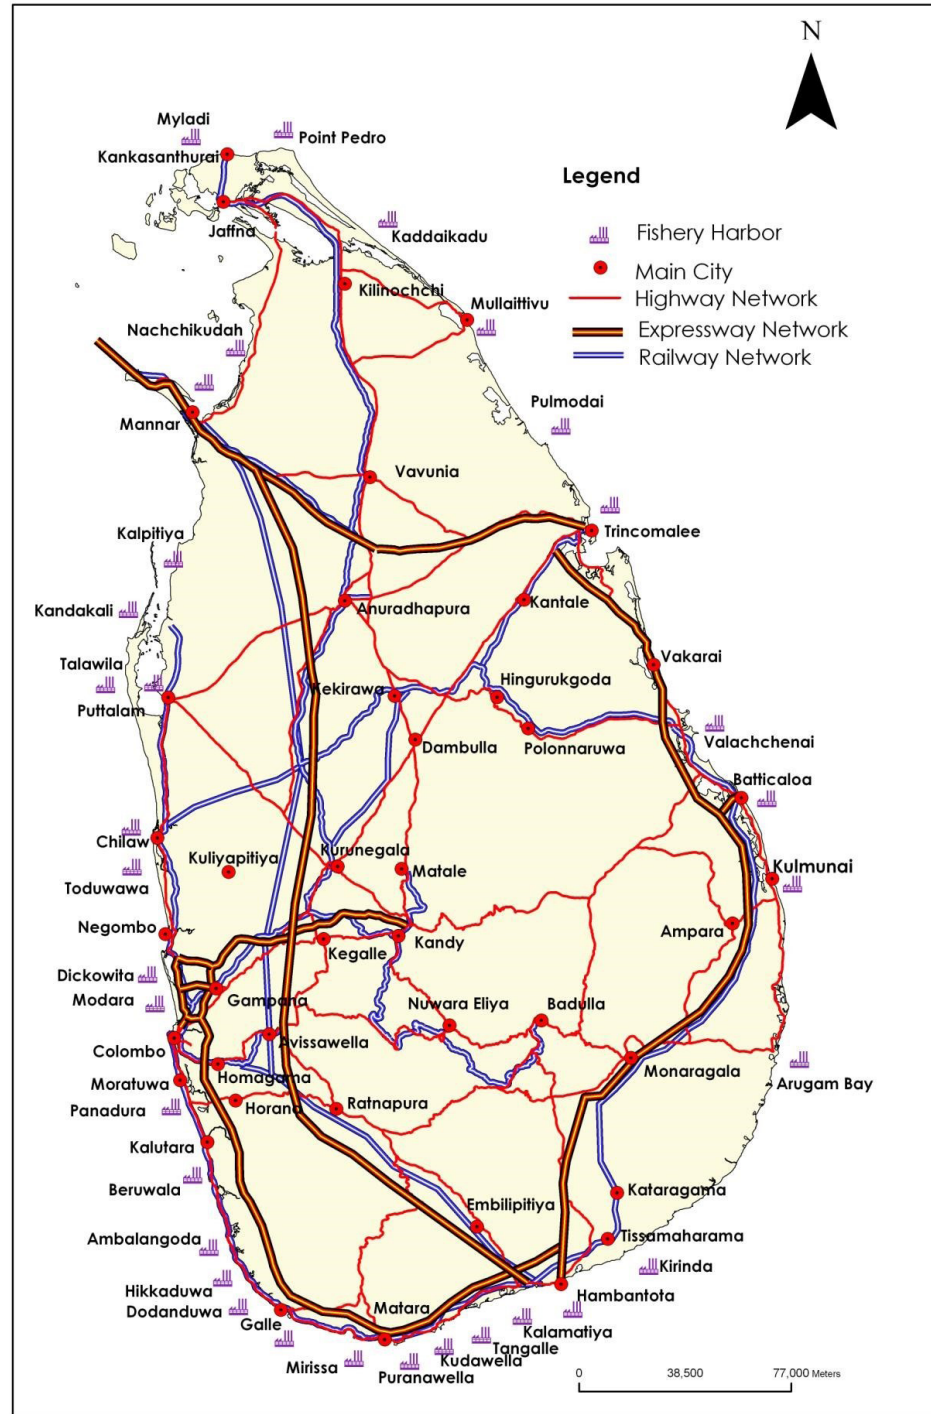 N
Myladi
Point Pedro
Kankasanthurai
Legend
Jaffna
Kaddaikadu
Fishery Harbor
Main City
Highway Network
Expressway Network
Railway Network
Kilinochchi
Mullaittivu
Nachchikudah
Pulmodai
Mannar
Vavunia
Trincomalee
Kalpitiya
Kandakali
Anuradhapura
Kantale
Talawila
Vakarai
Puttalam
Kekirawa
Hingurukgoda
Dambulla
Polonnaruwa
Valachchenai
Batticaloa
Chilaw
Kuliyapitiya
Kurunegala
Matale
Kulmunai
Toduwawa
Negombo
Kegalle
Kandy
Ampara
Dickowita
Modara
Gampana
Nuwara Eliya
Badulla
Colombo
Avissawella
Monaragala
Arugam Bay
Moratuwa
Homagama
Panadura
Horana
Ratnapura
Kalutara
Beruwala
Kataragama
Embilipitiya
Ambalangoda
Tissamaharama
Kirinda
Hikkaduwa
Dodanduwa
Galle
Matara
Hambantota
Kalamatiya
Tangalle
Kudawella
Mirissa
Puranawella
0 38,500 77,000 Meters